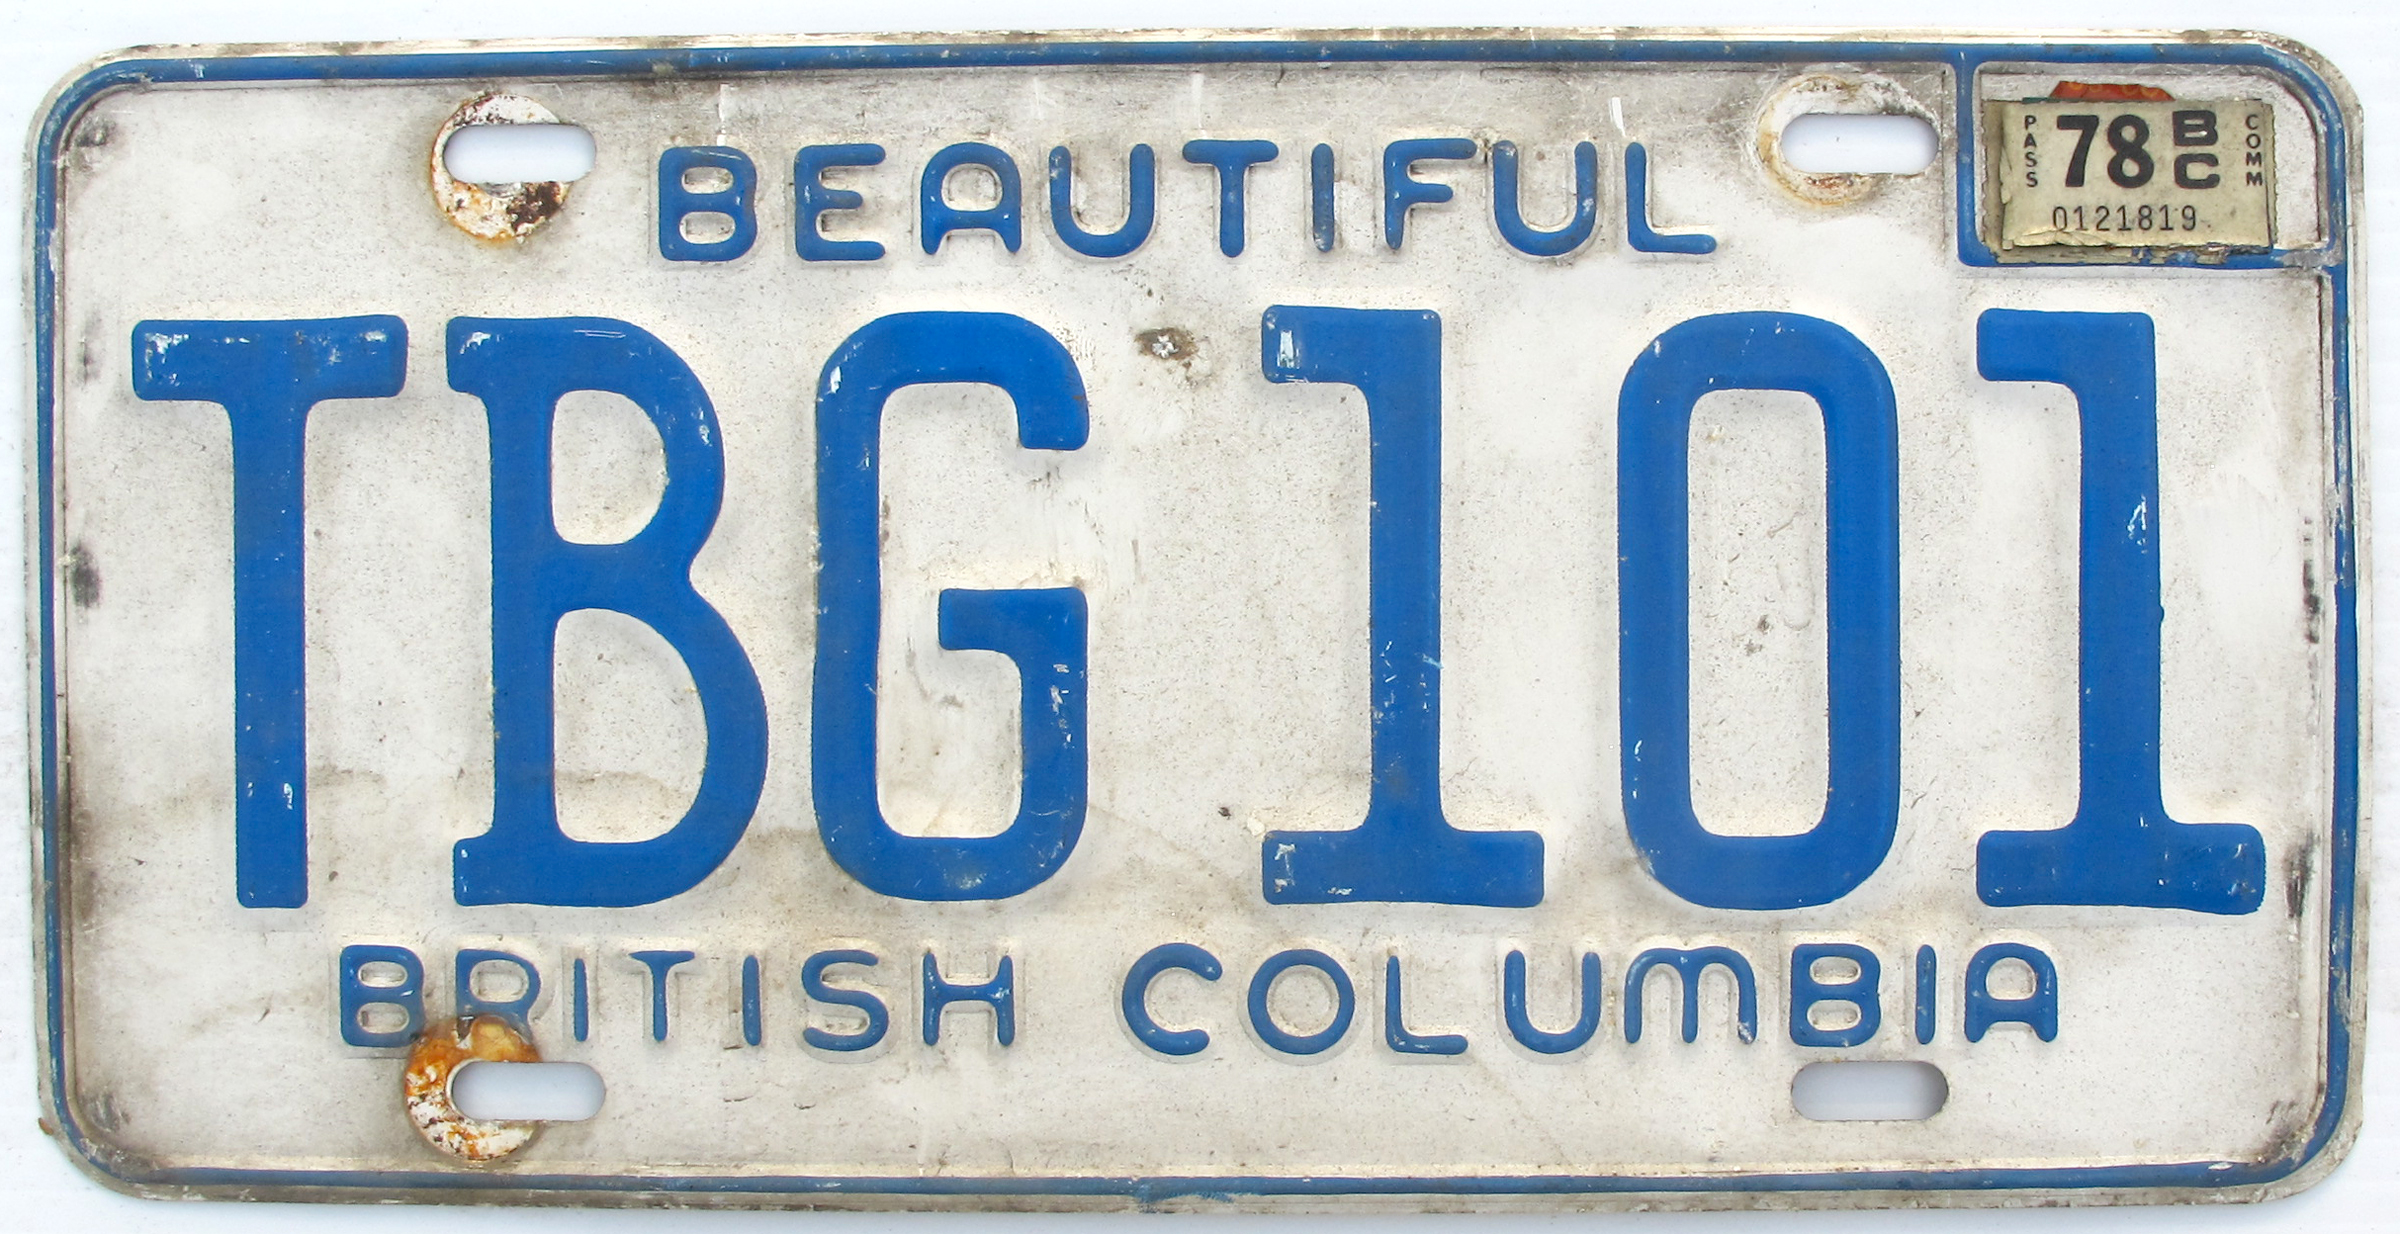 BEAUTIFUL
PASS 78 BC COMM
0121819
TBG 101
BRITISH COLUMBIA